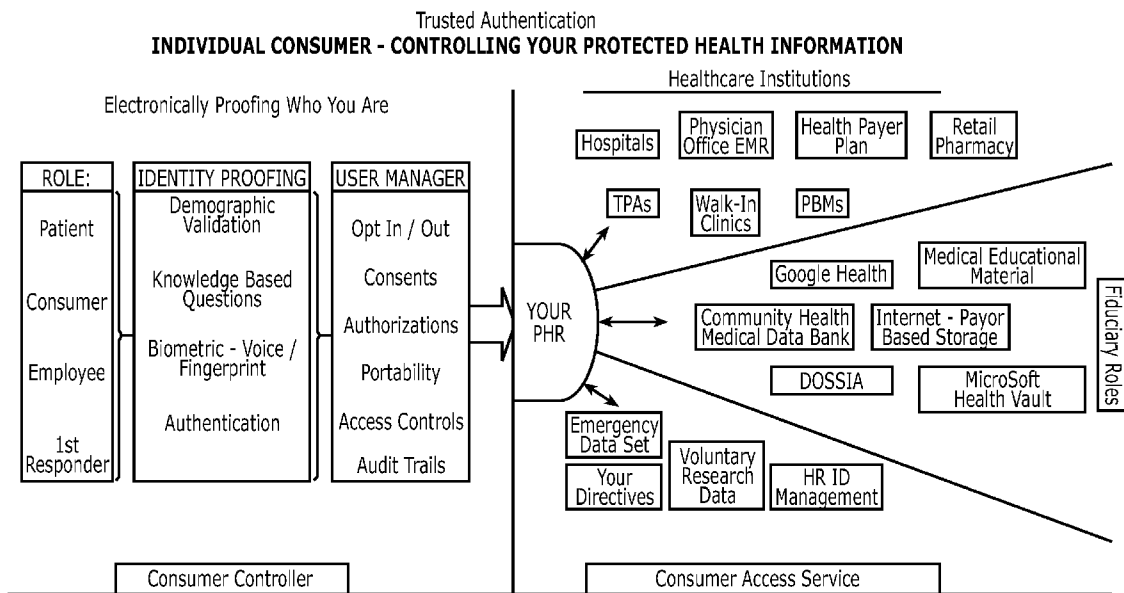 Trusted Authentication
INDIVIDUAL CONSUMER - CONTROLLING YOUR PROTECTED HEALTH INFORMATION
Electronically Proofing Who You Are
ROLE:
Patient
Consumer
Employee
1st
Responder
IDENTITY PROOFING
Demographic
Validation
Knowledge Based
Questions
Biometric - Voice /
Fingerprint
Authentication
USER MANAGER
Opt In / Out
Consents
Authorizations
Portability
Access Controls
Audit Trails
Consumer Controller
YOUR
PHR
Healthcare Institutions
Hospitals
Physician
Office EMR
Health Payer
Plan
Retail
Pharmacy
TPAs
Walk-In
Clinics
PBMs
Google Health
Medical Educational
Material
Community Health
Medical Data Bank
Internet - Payor
Based Storage
DOSSIA
MicroSoft
Health Vault
Fiduciary Roles
Emergency
Data Set
Your
Directives
Voluntary
Research
Data
HR ID
Management
Consumer Access Service